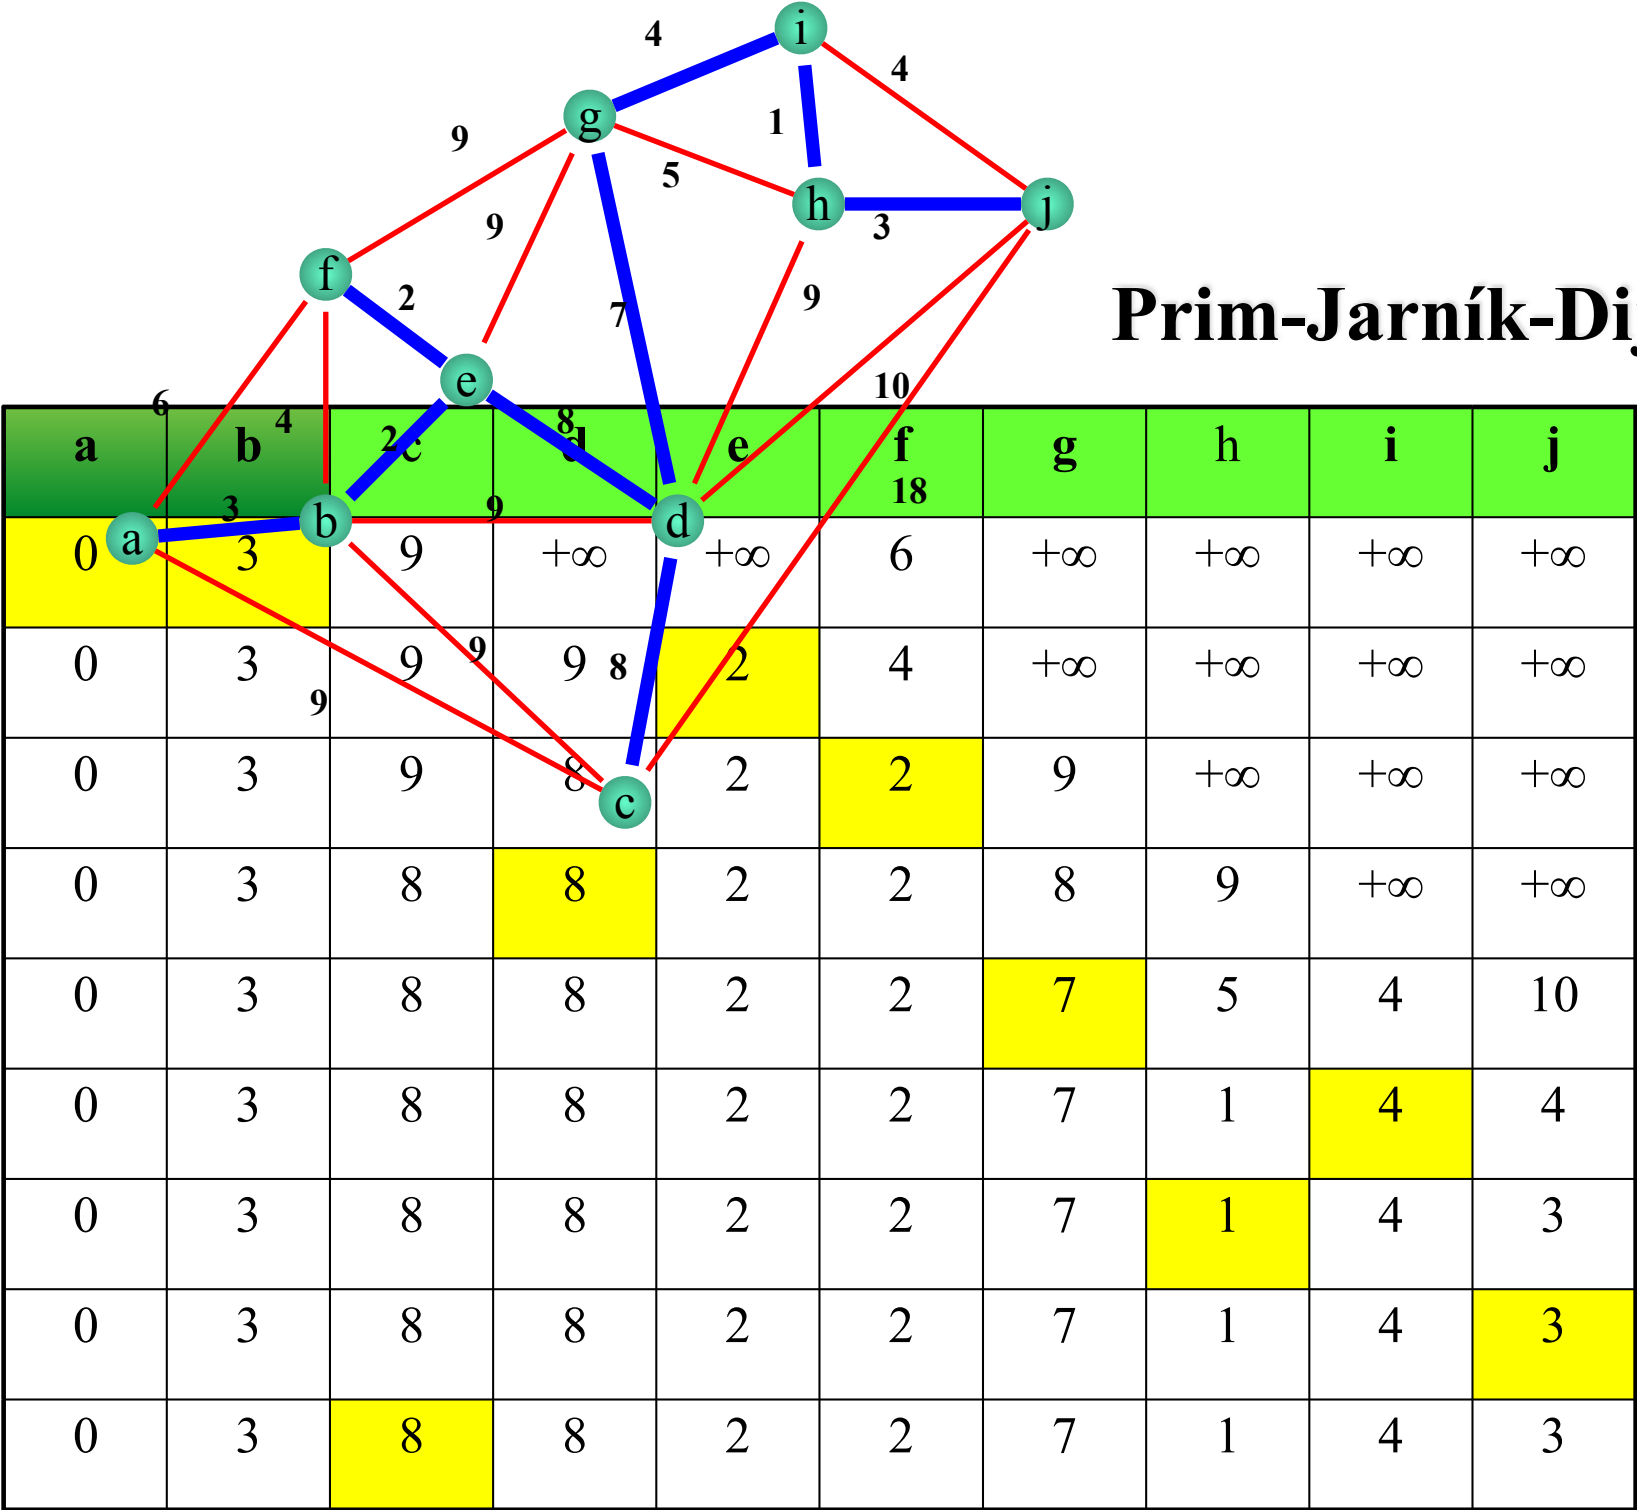 i
4
4
g
1
9
5
h
j
3
9
f
2
9
7
Prim-Jarník-Di
e
10
6
4
2
8
a b c d e f g h i j
18
3
9
a
b
d
0 3 9 +∞ +∞ 6 +∞ +∞ +∞ +∞
0 3 9 9 2 4 +∞ +∞ +∞ +∞
9
8
9
0 3 9 8 2 2 9 +∞ +∞ +∞
c
0 3 8 8 2 2 8 9 +∞ +∞
0 3 8 8 2 2 7 5 4 10
0 3 8 8 2 2 7 1 4 4
0 3 8 8 2 2 7 1 4 3
0 3 8 8 2 2 7 1 4 3
0 3 8 8 2 2 7 1 4 3